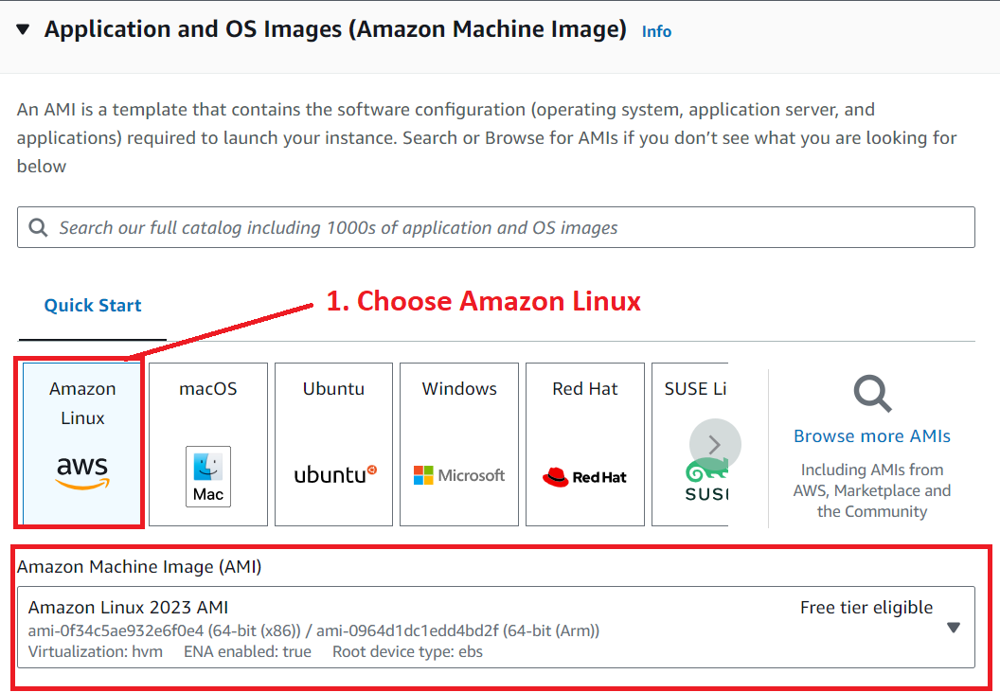 Application and OS Images (Amazon Machine Image) Info
An AMI is a template that contains the software configuration (operating system, application server, and
applications) required to launch your instance. Search or Browse for AMIs if you don’t see what you are looking for
below
Search our full catalog including 1000s of application and OS images
Quick Start
1. Choose Amazon Linux
Amazon
Linux
aws
macOS
Mac
Ubuntu
ubuntu
Windows
Microsoft
Red Hat
Red Hat
SUSE Li
SUSE
Browse more AMIs
Including AMIs from
AWS, Marketplace and
the Community
Amazon Machine Image (AMI)
Amazon Linux 2023 AMI
Free tier eligible
ami-0f34c5ae932e6f0e4 (64-bit (x86)) / ami-0964d1dc1edd4bd2f (64-bit (Arm))
Virtualization: hvm ENA enabled: true Root device type: ebs